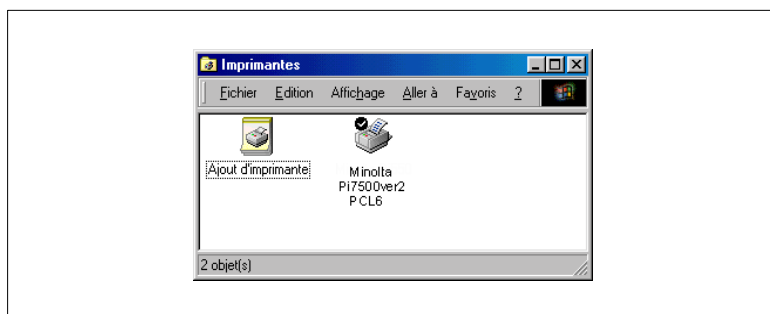 Imprimantes
Fichier Edition Affichage Aller à Favoris ?
Ajout d'imprimante
Minolta
Pi7500ver2
PCL6
2 objet(s)